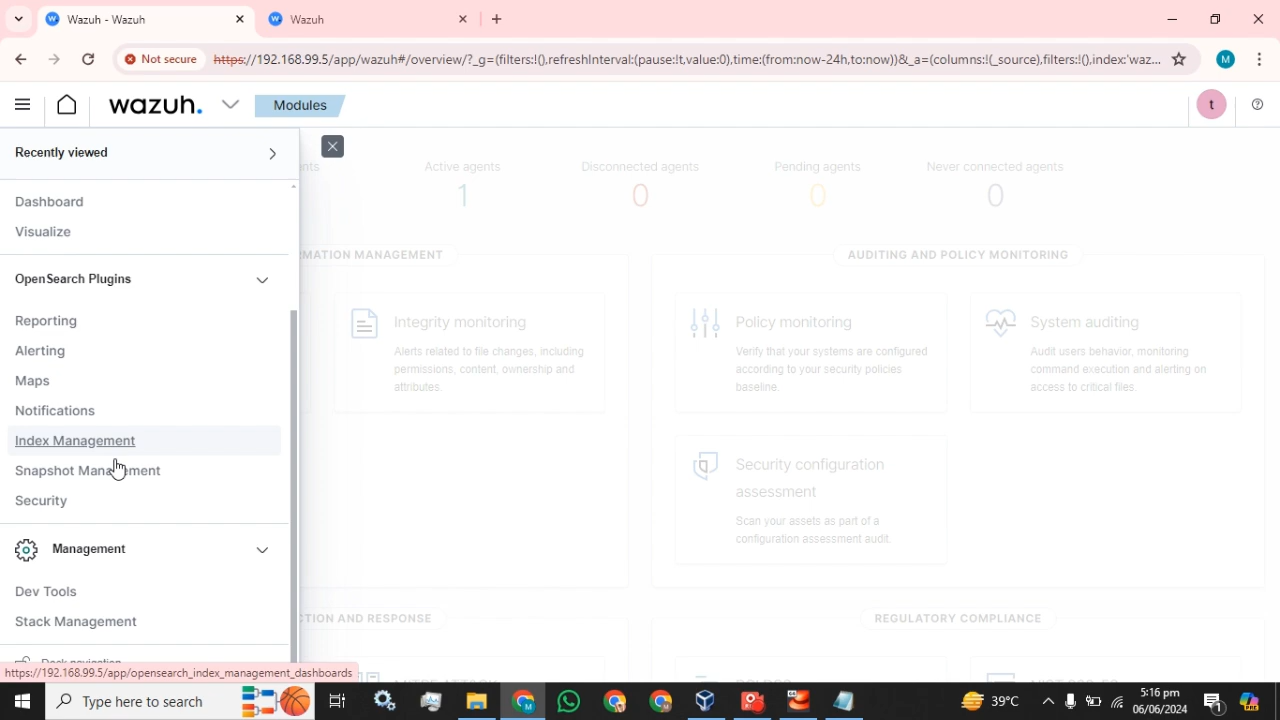 Wazuh - Wazuh
Wazuh
Not secure
https://192.168.99.5/app/wazuh#/overview/?_g=(filters:!(),refreshInterval:(pause:!t,value:0),time:(from:now-24h,to:now))&_a=(columns:!(_source),filters:!(),index:'waz...
M
wazuh.
Modules
t
Recently viewed
Dashboard
Visualize
OpenSearch Plugins
Reporting
Alerting
Maps
Notifications
Index Management
Snapshot Management
Security
Management
Dev Tools
Stack Management
Dock navigation
https://192.168.99.5/app/opensearch_index_management_dashboards
Active agents
1
Disconnected agents
0
Pending agents
0
Never connected agents
0
AUDITING AND POLICY MONITORING
Integrity monitoring
Alerts related to file changes, including
permissions, content, ownership and
attributes.
Policy monitoring
Verify that your systems are configured
according to your security policies
baseline.
System auditing
Audit users behavior, monitoring
command execution and alerting on
access to critical files.
Security configuration
assessment
Scan your assets as part of a
configuration assessment audit.
REGULATORY COMPLIANCE
Type here to search
39°C
5:16 pm
06/06/2024